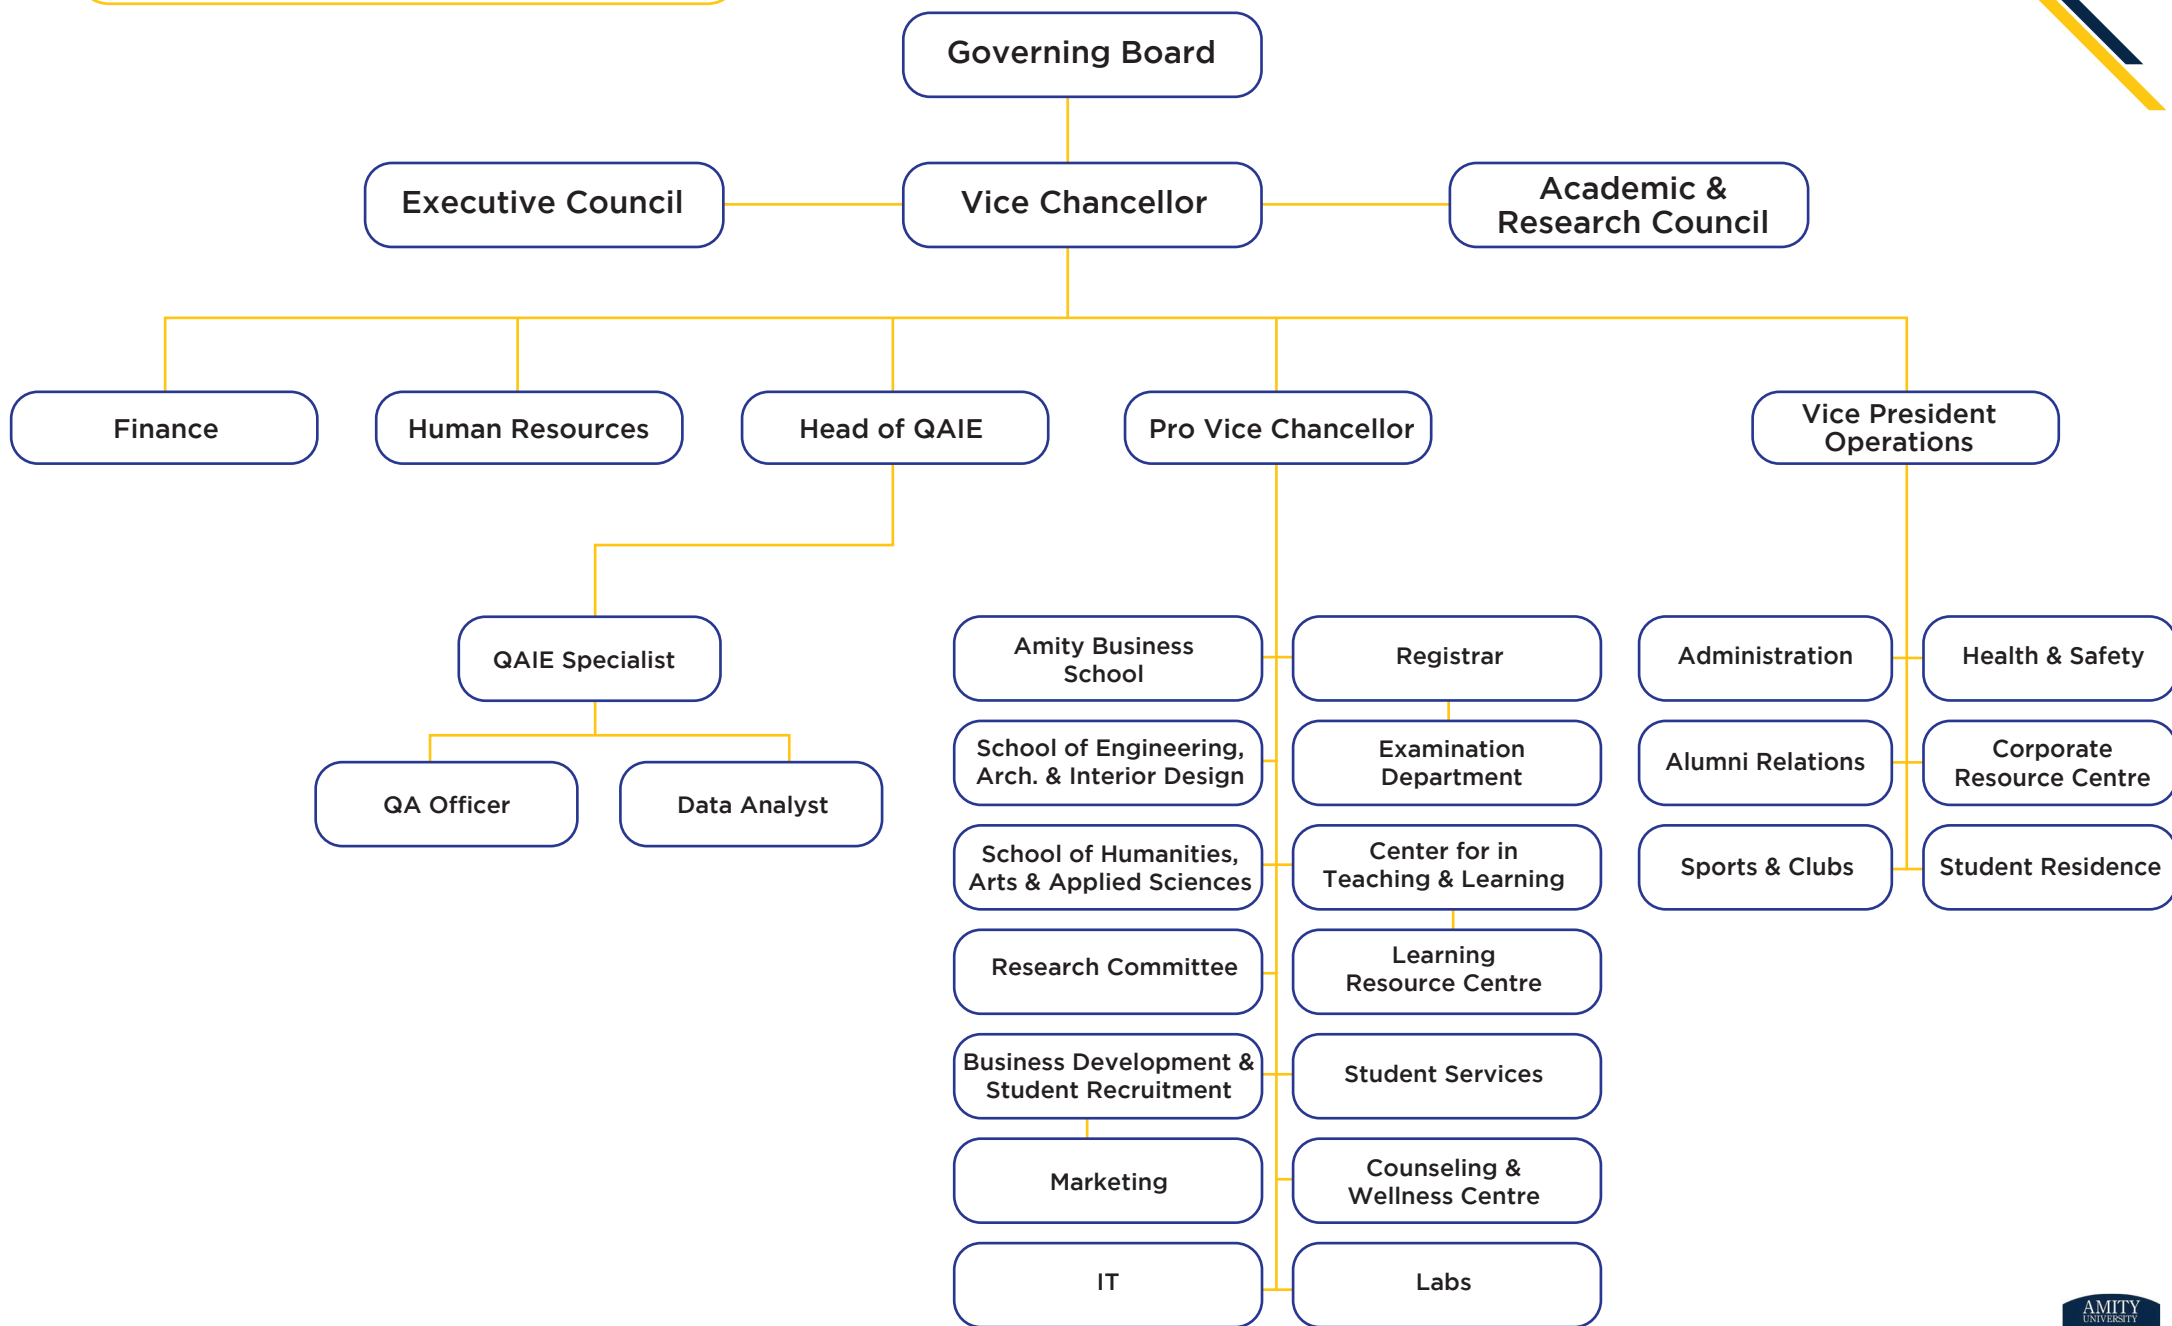 Governing Board
Executive Council
Vice Chancellor
Academic &
Research Council
Finance
Human Resources
Head of QAIE
Pro Vice Chancellor
Vice President
Operations
QAIE Specialist
QA Officer
Data Analyst
Amity Business
School
Registrar
School of Engineering,
Arch. & Interior Design
Examination
Department
School of Humanities,
Arts & Applied Sciences
Center for in
Teaching & Learning
Research Committee
Learning
Resource Centre
Business Development &
Student Recruitment
Student Services
Marketing
Counseling &
Wellness Centre
IT
Labs
Administration
Health & Safety
Alumni Relations
Corporate
Resource Centre
Sports & Clubs
Student Residence
AMITY
UNIVERSITY